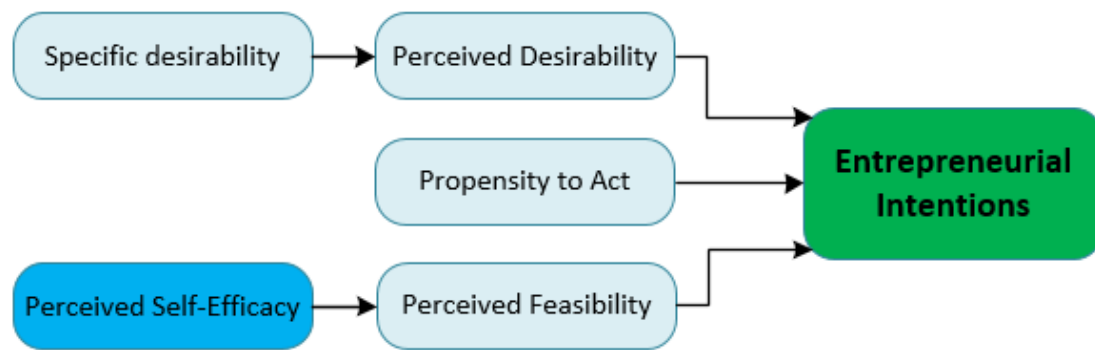 Specific desirability
Perceived Desirability
Propensity to Act
Entrepreneurial
Intentions
Perceived Self-Efficacy
Perceived Feasibility